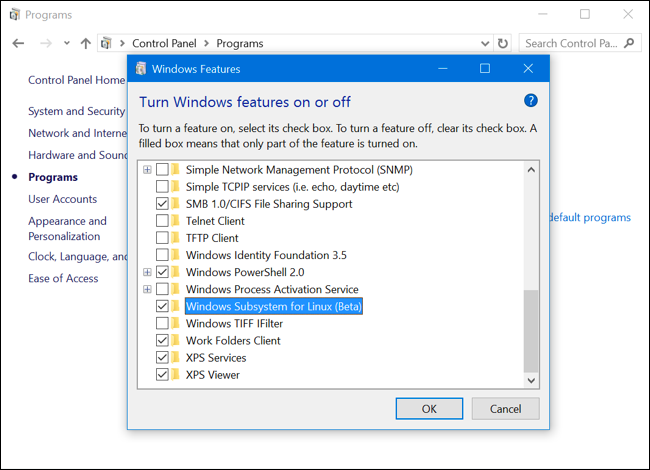 Programs
Control Panel
Programs
Search Control Pa...
Control Panel Home
System and Security
Network and Interne
Hardware and Soun
Programs
User Accounts
Appearance and
Personalization
Clock, Language, an
Ease of Access
default programs
Windows Features
Turn Windows features on or off
?
To turn a feature on, select its check box. To turn a feature off, clear its check box. A
filled box means that only part of the feature is turned on.
Simple Network Management Protocol (SNMP)
Simple TCPIP services (i.e. echo, daytime etc)
SMB 1.0/CIFS File Sharing Support
Telnet Client
TFTP Client
Windows Identity Foundation 3.5
Windows PowerShell 2.0
Windows Process Activation Service
Windows Subsystem for Linux (Beta)
Windows TIFF IFilter
Work Folders Client
XPS Services
XPS Viewer
OK
Cancel